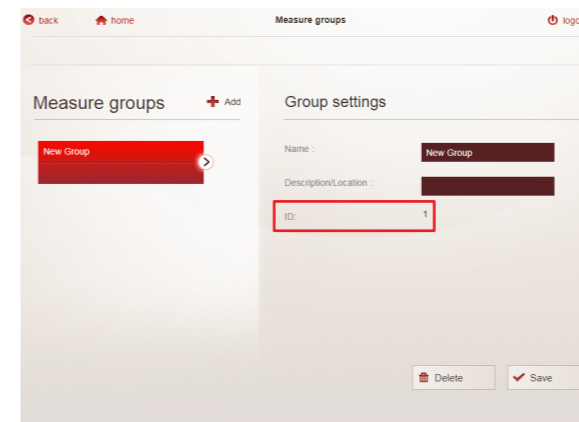 back home Measure groups logo
Measure groups Add Group settings
New Group
Name : New Group
Description/Location :
ID: 1
Delete Save